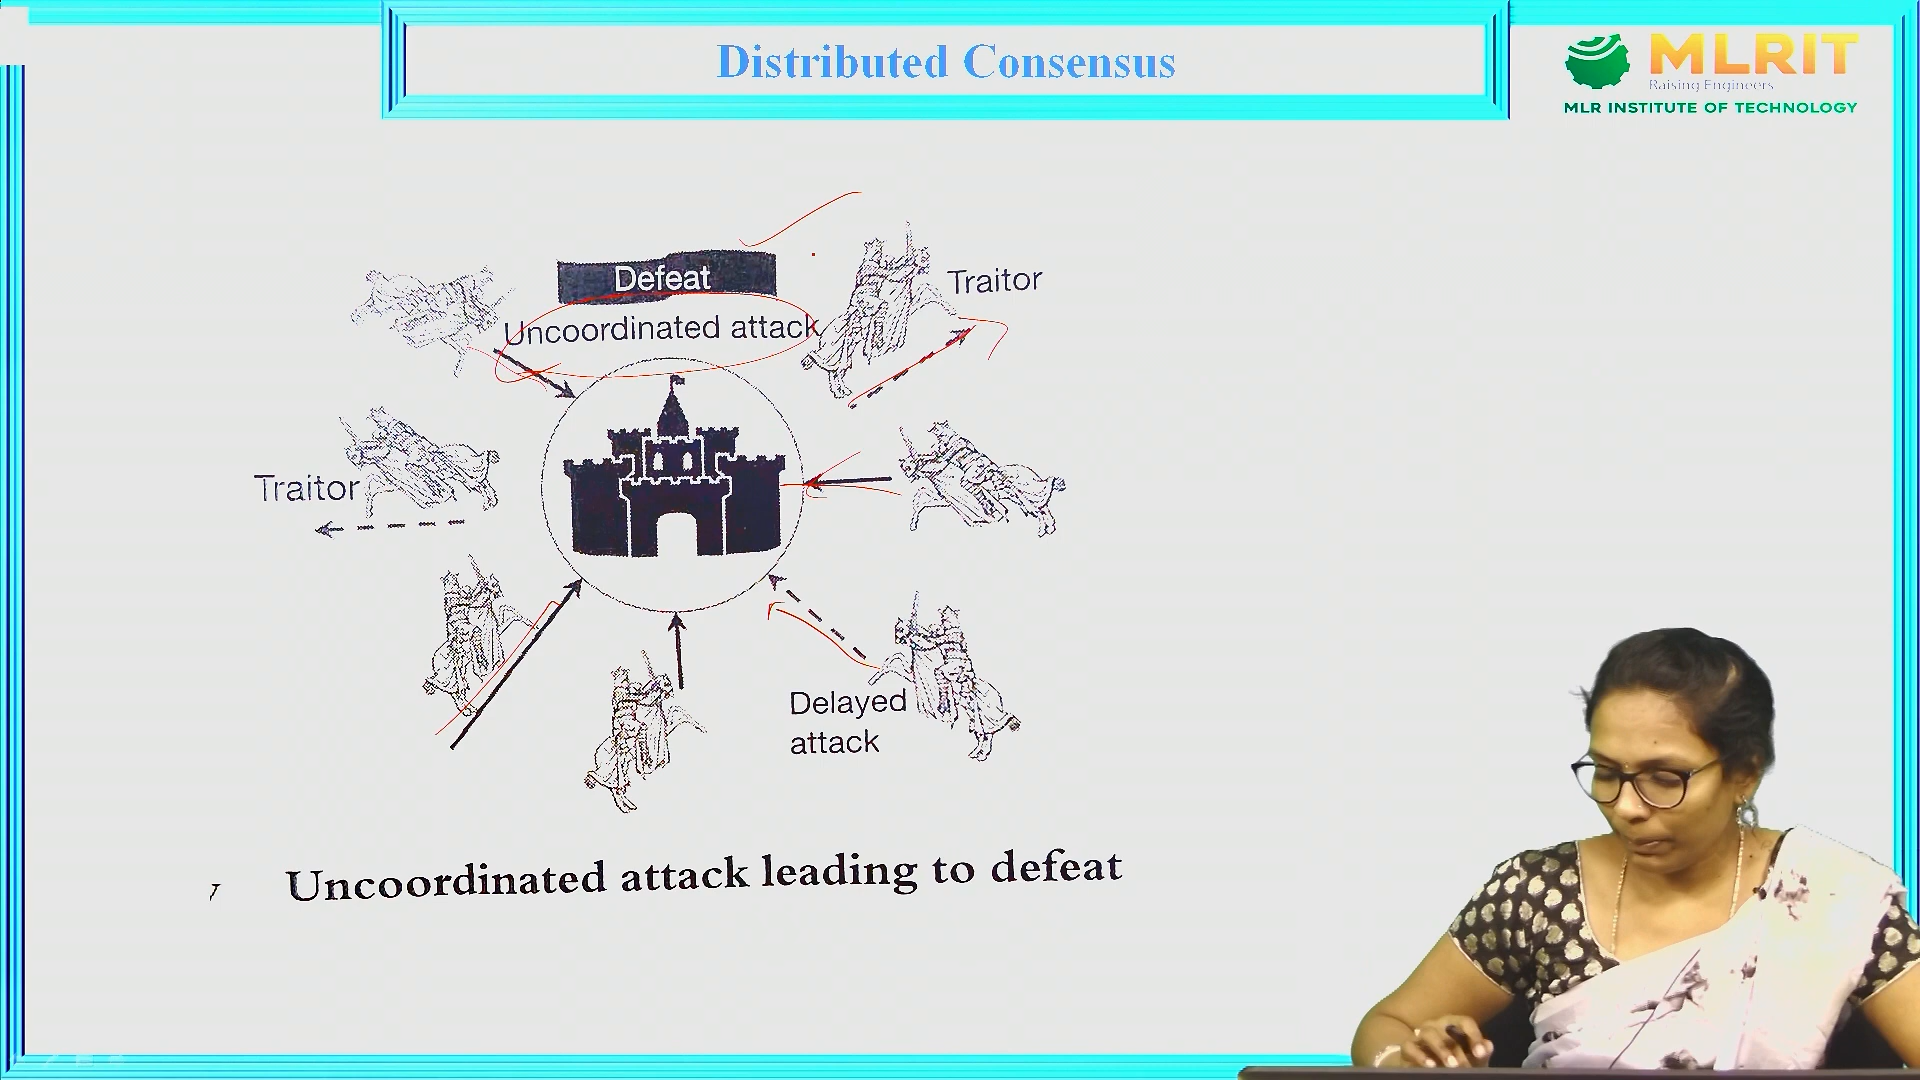 Distributed Consensus
MLRIT
Raising Engineers
MLR INSTITUTE OF TECHNOLOGY
Defeat
Uncoordinated attack
Traitor
Traitor
Delayed
attack
Uncoordinated attack leading to defeat